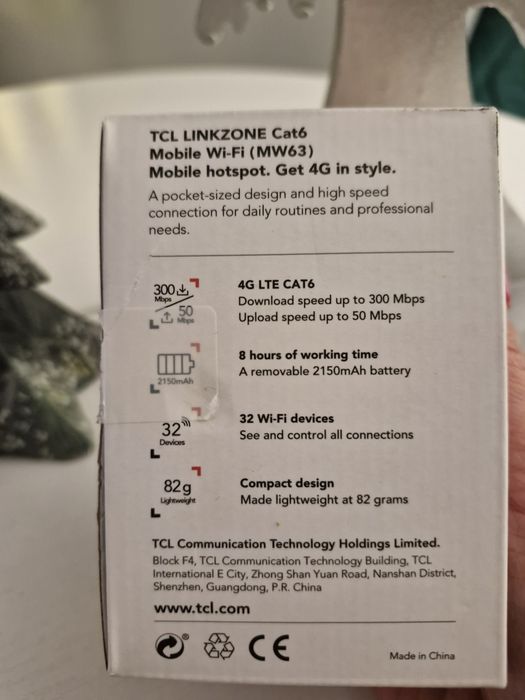 TCL LINKZONE Cat6
Mobile Wi-Fi (MW63)
Mobile hotspot. Get 4G in style.
A pocket-sized design and high speed
connection for daily routines and professional
needs.
300
Mbps
50
Mbps
4G LTE CAT6
Download speed up to 300 Mbps
Upload speed up to 50 Mbps
2150mAh
8 hours of working time
A removable 2150mAh battery
32
Devices
32 Wi-Fi devices
See and control all connections
82g
Lightweight
Compact design
Made lightweight at 82 grams
TCL Communication Technology Holdings Limited.
Block F4, TCL Communication Technology Building, TCL
International E City, Zhong Shan Yuan Road, Nanshan District,
Shenzhen, Guangdong, P.R. China
www.tcl.com
® CE
Made in China